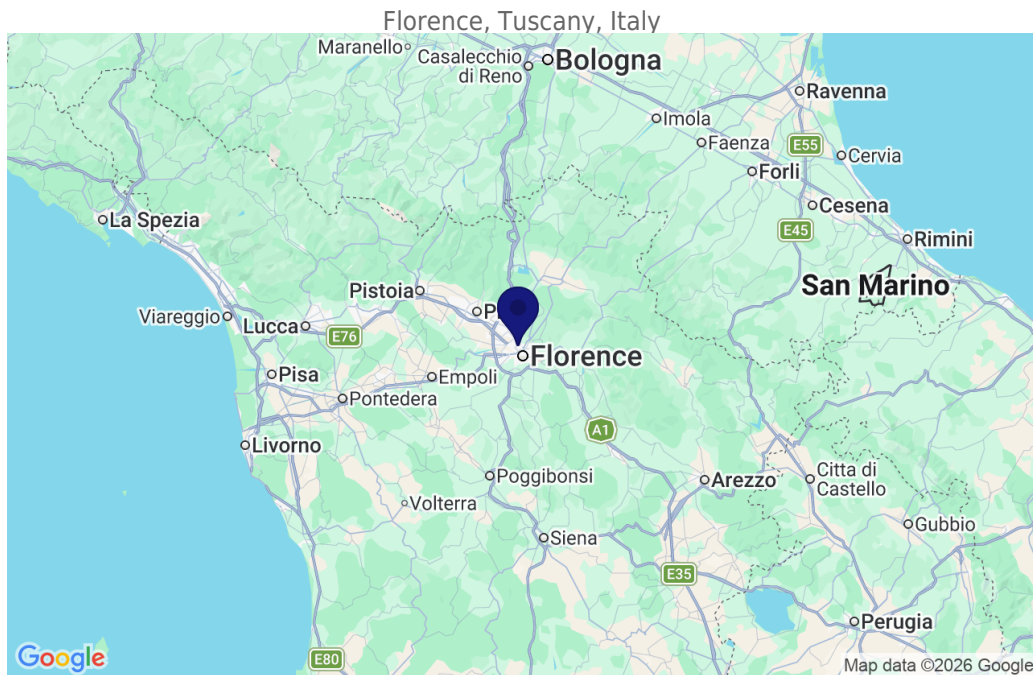 Florence, Tuscany, Italy
Maranello
Casalecchio
di Reno
Bologna
Ravenna
Imola
Faenza
E55
Cervia
Forlì
Cesena
La Spezia
E45
Rimini
San Marino
Pistoia
Viareggio
Lucca
E76
Florence
Pisa
Empoli
Pontedera
A1
Livorno
Poggibonsi
Arezzo
Citta di
Castello
Volterra
Gubbio
Siena
E35
Perugia
E80
Google
Map data ©2026 Google